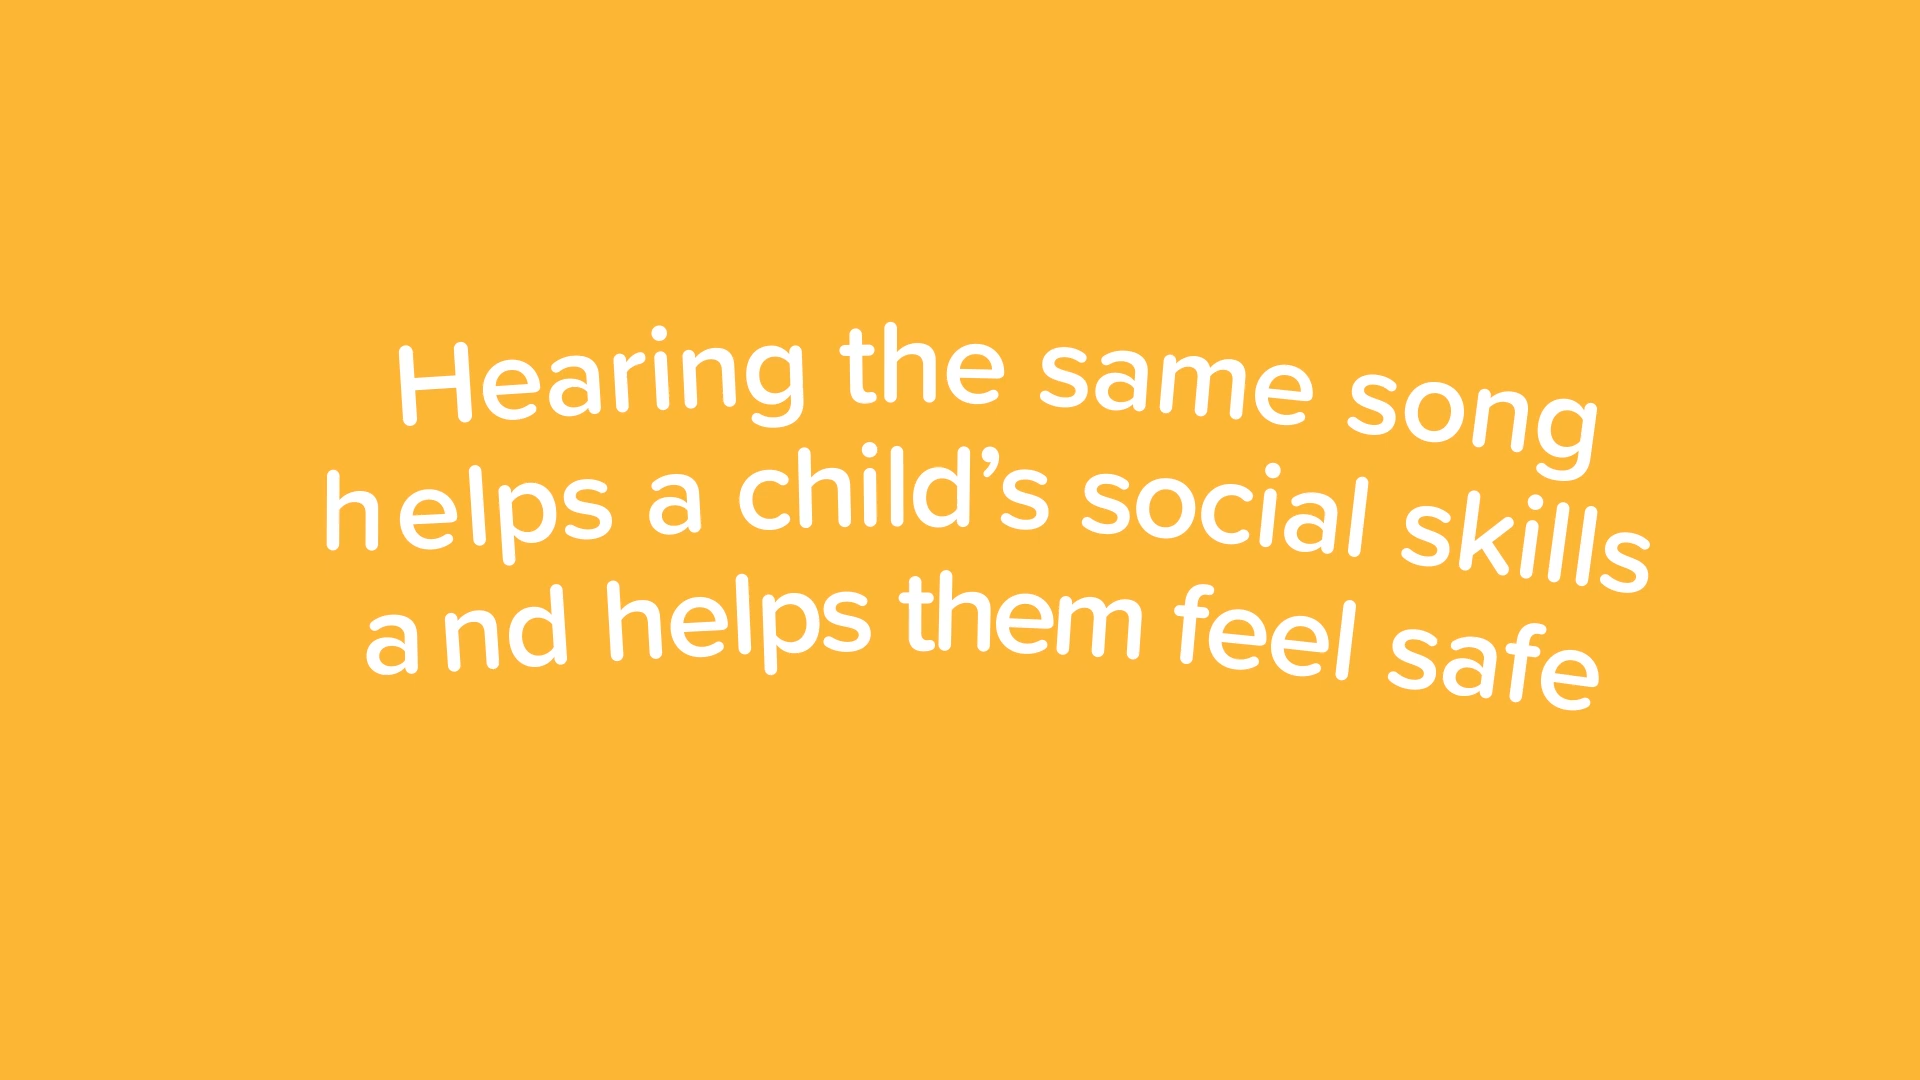 Hearing the same song
helps a child’s social skills
and helps them feel safe